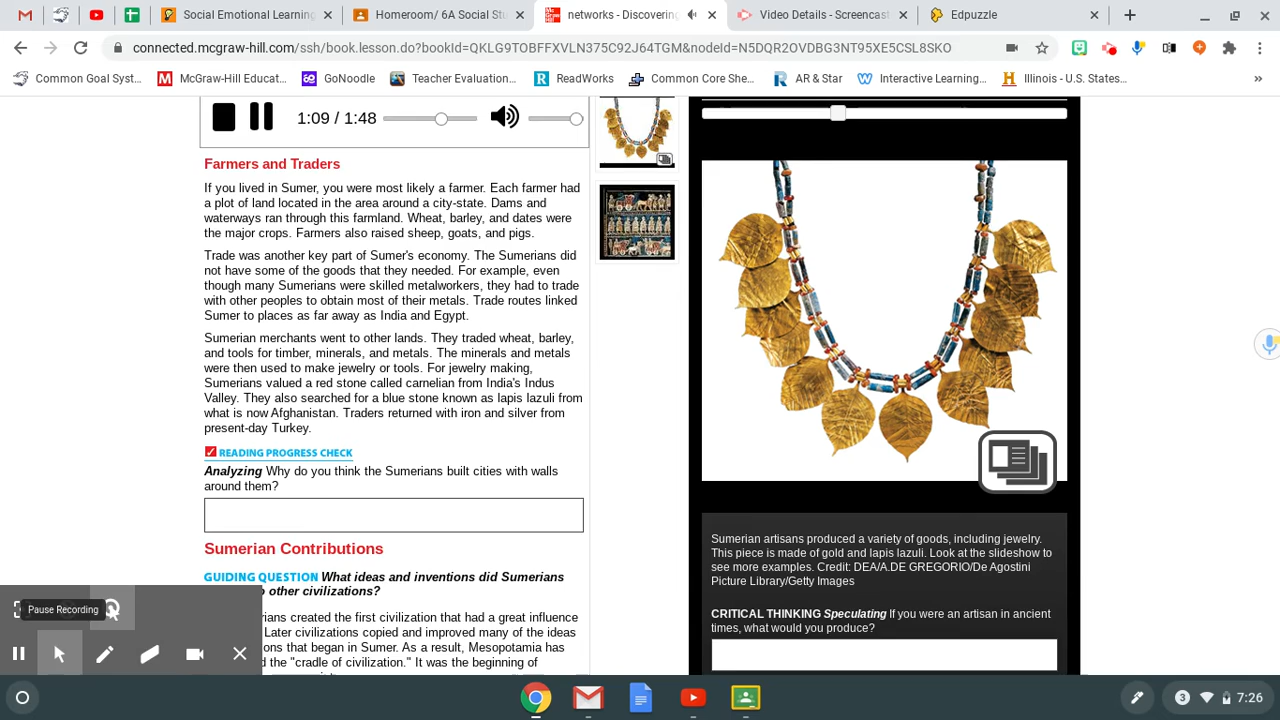 Social Emotional Learning
Homeroom/ 6A Social Stu
networks - Discovering
Video Details - Screencast
Edpuzzle
connected.mcgraw-hill.com/ssh/book.lesson.do?bookId=QKLG9TOBFFXVLN375C92J64TGM&nodeId=N5DQR2OVDBG3NT95XE5CSL8SKO
Common Goal Syst...
McGraw-Hill Educat...
GoNoodle
Teacher Evaluation...
ReadWorks
Common Core She...
AR & Star
Interactive Learning...
Illinois - U.S. States...
»
1:09 / 1:48
Farmers and Traders
If you lived in Sumer, you were most likely a farmer. Each farmer had
a plot of land located in the area around a city-state. Dams and
waterways ran through this farmland. Wheat, barley, and dates were
the major crops. Farmers also raised sheep, goats, and pigs.
Trade was another key part of Sumer's economy. The Sumerians did
not have some of the goods that they needed. For example, even
though many Sumerians were skilled metalworkers, they had to trade
with other peoples to obtain most of their metals. Trade routes linked
Sumer to places as far away as India and Egypt.
Sumerian merchants went to other lands. They traded wheat, barley,
and tools for timber, minerals, and metals. The minerals and metals
were then used to make jewelry or tools. For jewelry making,
Sumerians valued a red stone called carnelian from India's Indus
Valley. They also searched for a blue stone known as lapis lazuli from
what is now Afghanistan. Traders returned with iron and silver from
present-day Turkey.
READING PROGRESS CHECK
Analyzing Why do you think the Sumerians built cities with walls
around them?
Sumerian Contributions
GUIDING QUESTION What ideas and inventions did Sumerians
o other civilizations?
rians created the first civilization that had a great influence
Later civilizations copied and improved many of the ideas
ions that began in Sumer. As a result, Mesopotamia has
d the "cradle of civilization." It was the beginning of
Pause Recording
Sumerian artisans produced a variety of goods, including jewelry.
This piece is made of gold and lapis lazuli. Look at the slideshow to
see more examples. Credit: DEA/A.DE GREGORIO/De Agostini
Picture Library/Getty Images
CRITICAL THINKING Speculating If you were an artisan in ancient
times, what would you produce?
3
7:26